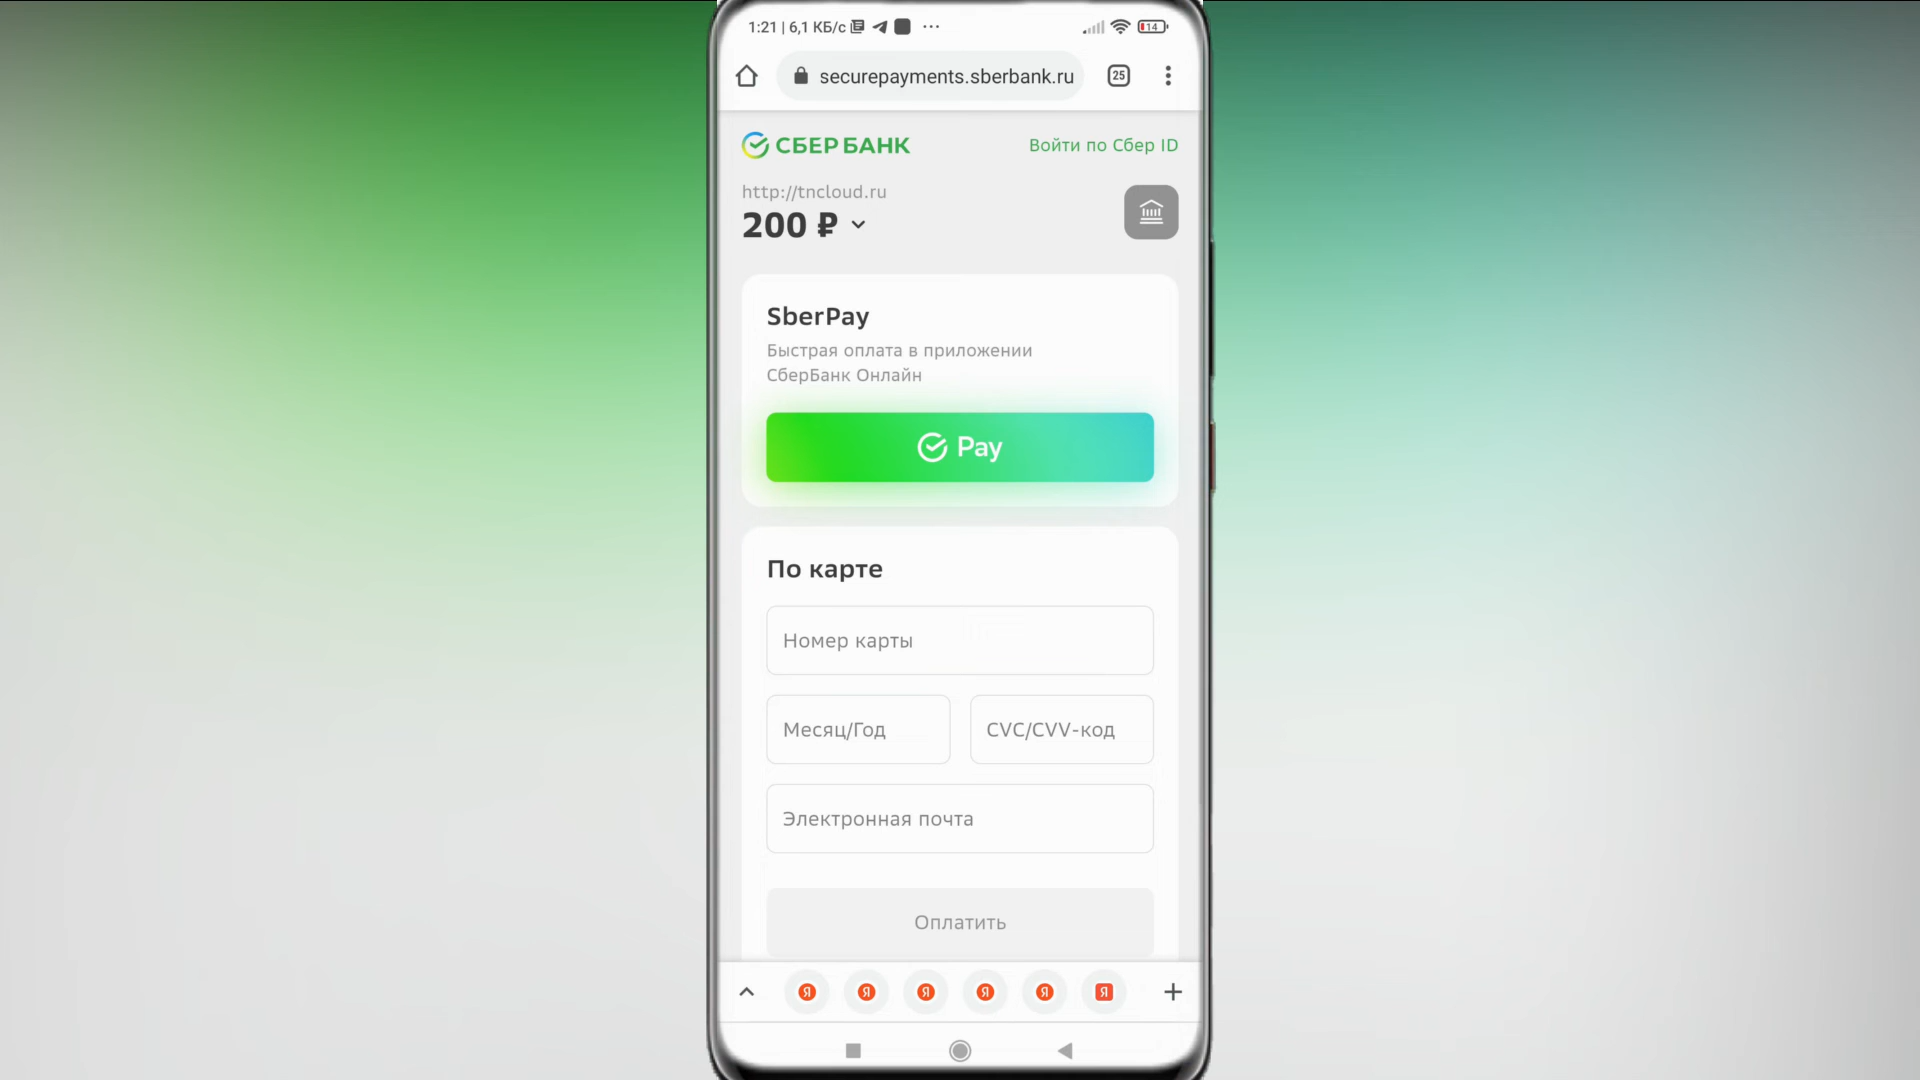 1:21 | 6,1 КБ/с ...
14
securepayments.sberbank.ru
25
СБЕР БАНК
Войти по Сбер ID
http://tncloud.ru
200 ₽
SberPay
Быстрая оплата в приложении
СберБанк Онлайн
Pay
По карте
Номер карты
Месяц/Год
CVC/CVV-код
Электронная почта
Оплатить
Я Я Я Я Я Я